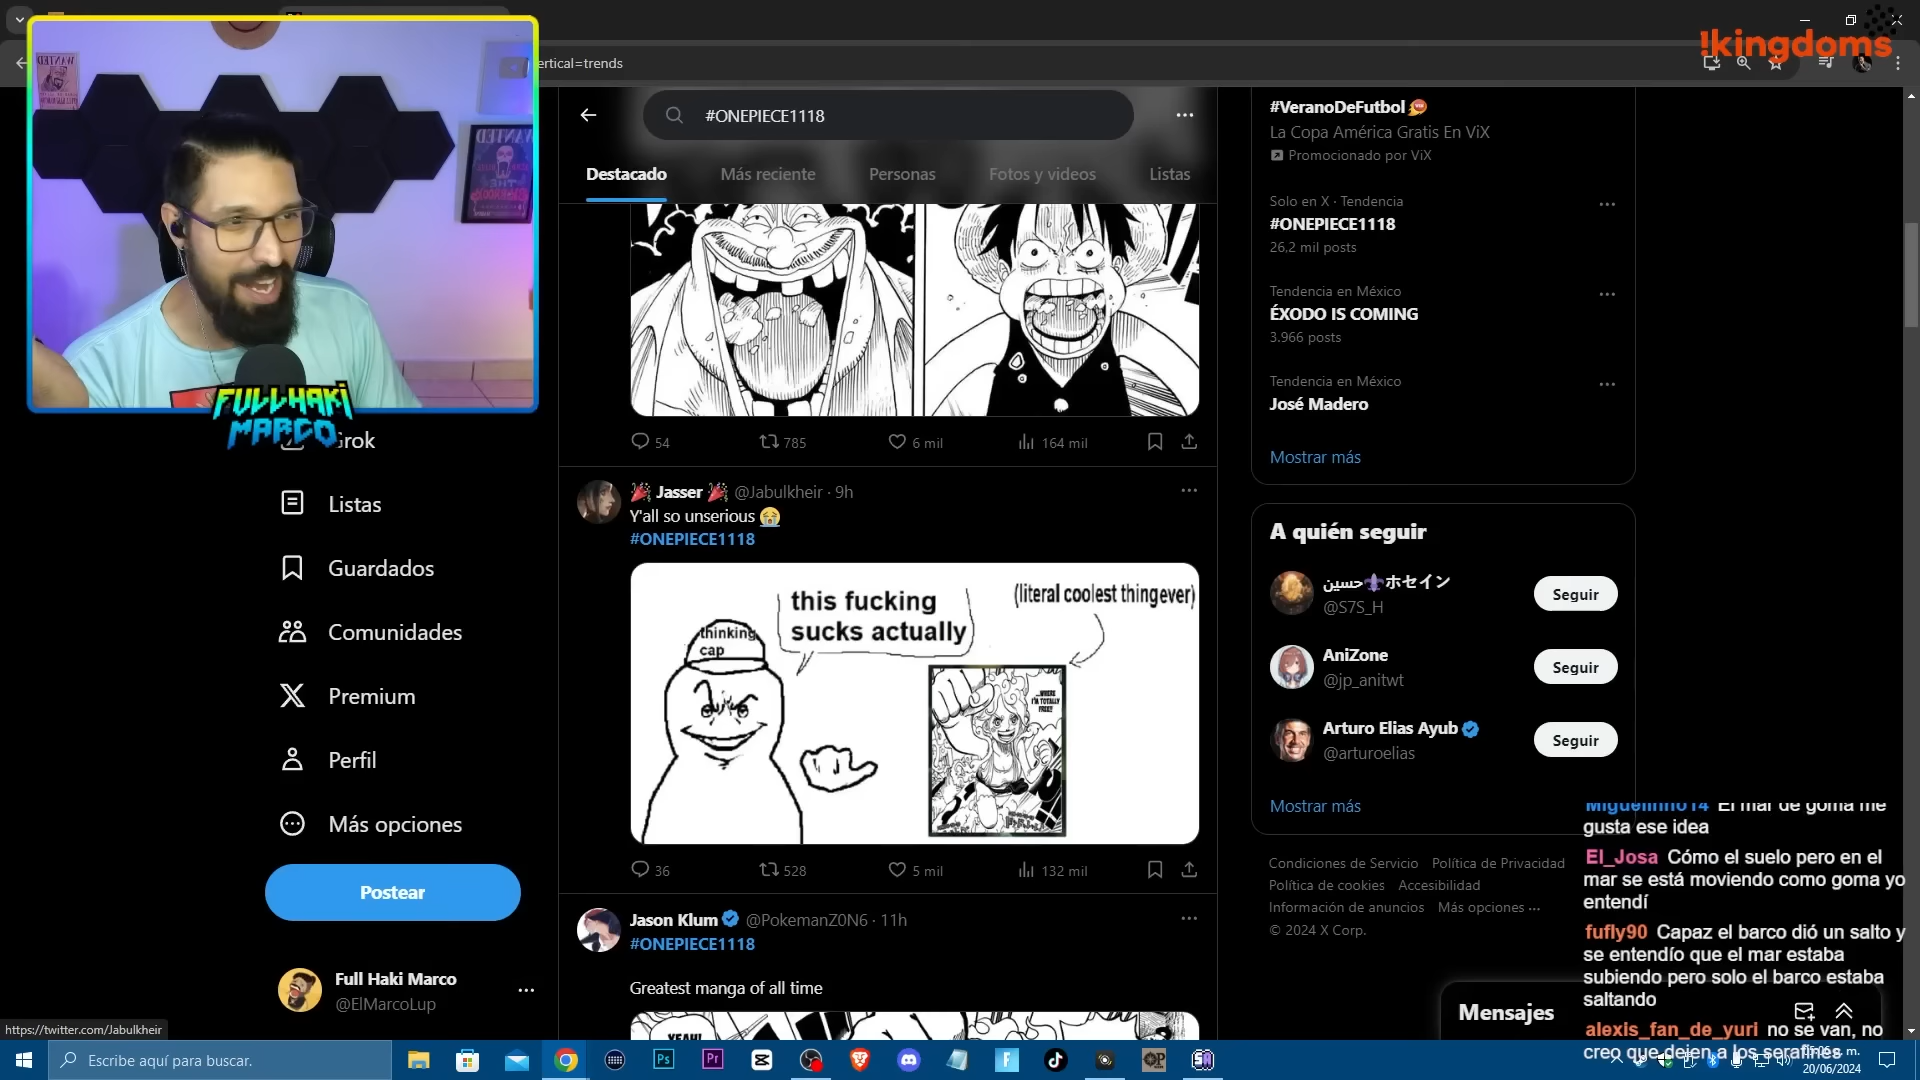 ertical=trends
!kingdoms
WANTED
WANTED
FULLHAKI
MARCO
Grok
Listas
Guardados
Comunidades
Premium
Perfil
Más opciones
Postear
Full Haki Marco
@ElMarcoLup
https://twitter.com/Jabulkheir
#ONEPIECE1118
Destacado Más reciente Personas Fotos y videos Listas
54 785 6 mil 164 mil
Jasser @Jabulkheir · 9h
Y'all so unserious
#ONEPIECE1118
thinking
cap
this fucking
sucks actually
(literal coolest thingever)
...WHERE
I'M TOTALLY
FREE!!
36 528 5 mil 132 mil
Jason Klum @PokemanZ0N6 · 11h
#ONEPIECE1118
Greatest manga of all time
YEAH!
#VeranoDeFutbol
La Copa América Gratis En ViX
Promocionado por ViX
Solo en X · Tendencia
#ONEPIECE1118
26,2 mil posts
Tendencia en México
ÉXODO IS COMING
3.966 posts
Tendencia en México
José Madero
Mostrar más
A quién seguir
حسين⚜ホセイン
@S7S_H
Seguir
AniZone
@jp_anitwt
Seguir
Arturo Elias Ayub
@arturoelias
Seguir
Mostrar más
Condiciones de Servicio Política de Privacidad
Política de cookies Accesibilidad
Información de anuncios Más opciones ···
© 2024 X Corp.
Mensajes
Miguelinho14 El mar de goma me
gusta ese idea
El_Josa Cómo el suelo pero en el
mar se está moviendo como goma yo
entendí
fufly90 Capaz el barco dió un salto y
se entendío que el mar estaba
subiendo pero solo el barco estaba
saltando
alexis_fan_de_yuri no se van, no
creo que dejen a los serafines
Escribe aquí para buscar.
20/06/2024